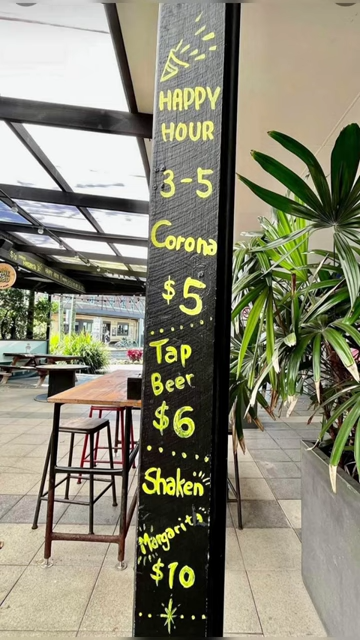 HAPPY
HOUR
3-5
Corona
$5
Tap
Beer
$6
Shaken
Margarita
$10